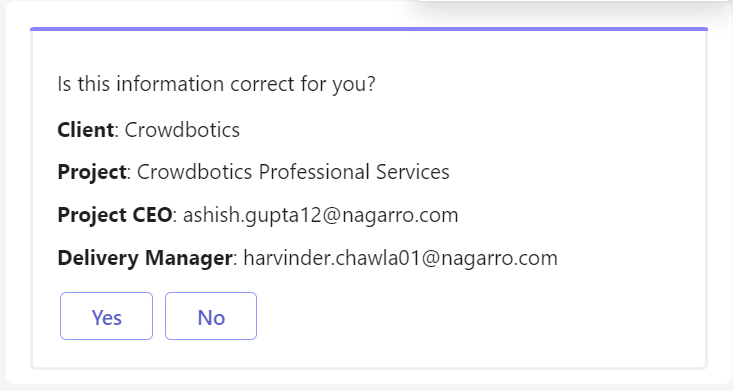 Is this information correct for you?
Client: Crowdbotics
Project: Crowdbotics Professional Services
Project CEO: ashish.gupta12@nagarro.com
Delivery Manager: harvinder.chawla01@nagarro.com
Yes No